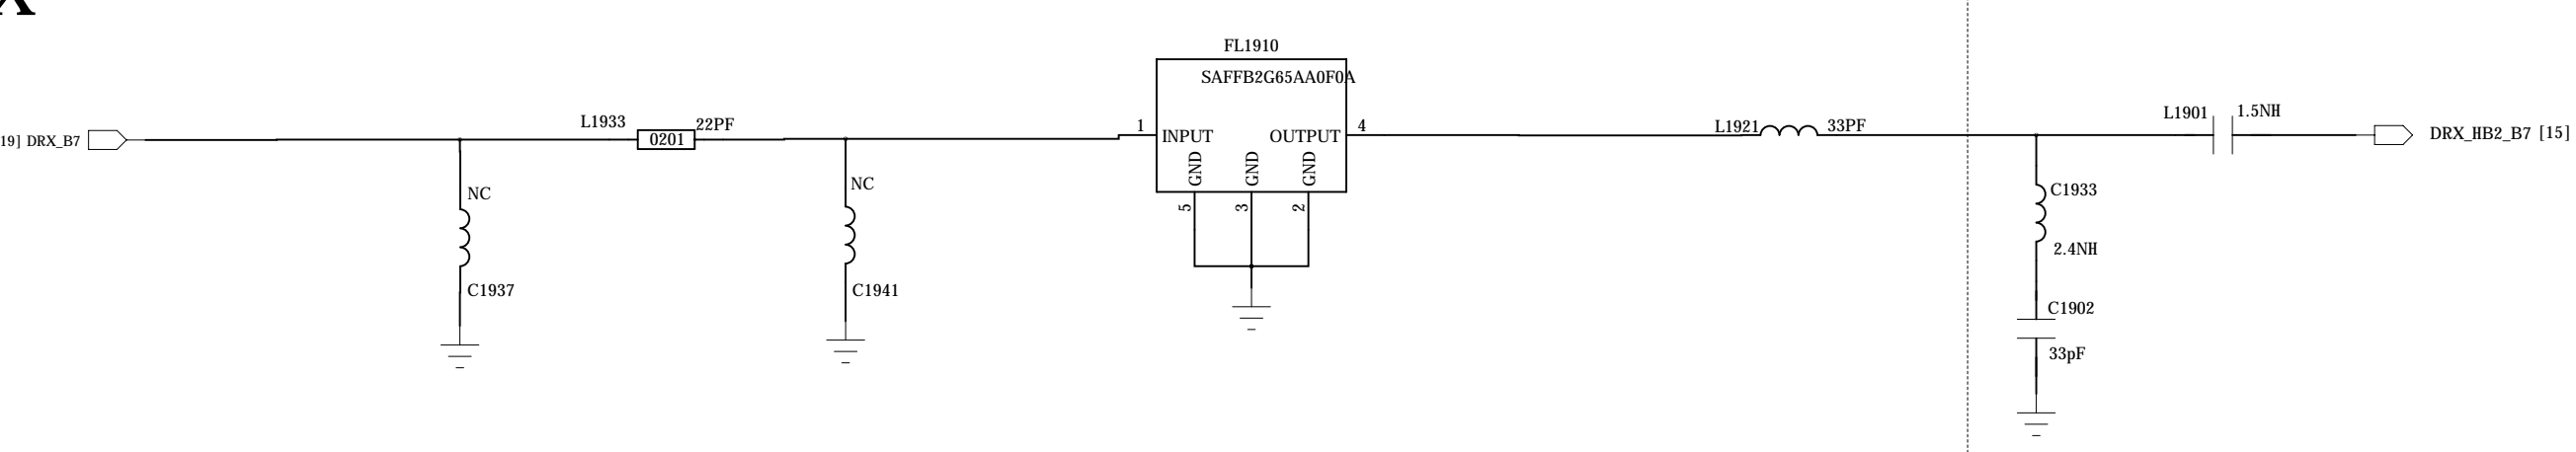 X
FL1910
SAFFB2G65AA0F0A
19] DRX_B7
L1933
0201
22PF
1
INPUT
OUTPUT
4
GND
GND
GND
5
3
2
L1921
33PF
L1901
1.5NH
DRX_HB2_B7 [15]
NC
C1937
NC
C1941
C1933
2.4NH
C1902
33pF